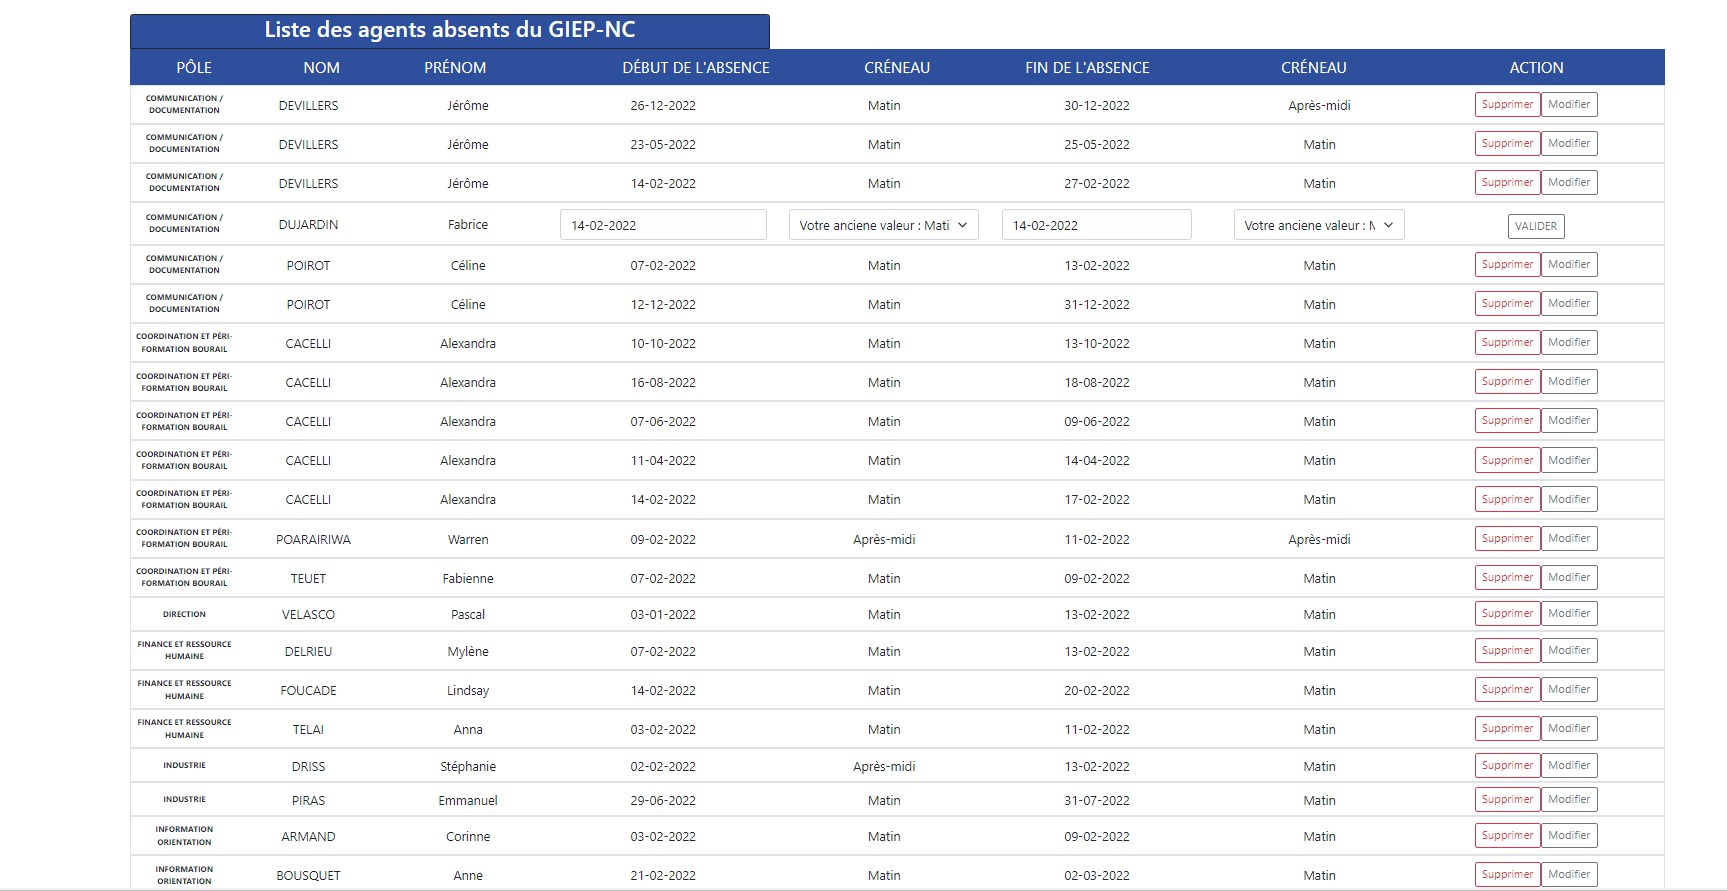 Liste des agents absents du GIEP-NC
PÔLE NOM PRÉNOM DÉBUT DE L'ABSENCE CRÉNEAU FIN DE L'ABSENCE CRÉNEAU ACTION
COMMUNICATION /
DOCUMENTATION DEVILLERS Jérôme 26-12-2022 Matin 30-12-2022 Après-midi Supprimer Modifier
COMMUNICATION /
DOCUMENTATION DEVILLERS Jérôme 23-05-2022 Matin 25-05-2022 Matin Supprimer Modifier
COMMUNICATION /
DOCUMENTATION DEVILLERS Jérôme 14-02-2022 Matin 27-02-2022 Matin Supprimer Modifier
COMMUNICATION /
DOCUMENTATION DUJARDIN Fabrice 14-02-2022 Votre anciene valeur : Mati 14-02-2022 Votre anciene valeur : M VALIDER
COMMUNICATION /
DOCUMENTATION POIROT Céline 07-02-2022 Matin 13-02-2022 Matin Supprimer Modifier
COMMUNICATION /
DOCUMENTATION POIROT Céline 12-12-2022 Matin 31-12-2022 Matin Supprimer Modifier
COORDINATION ET PÉRI-
FORMATION BOURAIL CACELLI Alexandra 10-10-2022 Matin 13-10-2022 Matin Supprimer Modifier
COORDINATION ET PÉRI-
FORMATION BOURAIL CACELLI Alexandra 16-08-2022 Matin 18-08-2022 Matin Supprimer Modifier
COORDINATION ET PÉRI-
FORMATION BOURAIL CACELLI Alexandra 07-06-2022 Matin 09-06-2022 Matin Supprimer Modifier
COORDINATION ET PÉRI-
FORMATION BOURAIL CACELLI Alexandra 11-04-2022 Matin 14-04-2022 Matin Supprimer Modifier
COORDINATION ET PÉRI-
FORMATION BOURAIL CACELLI Alexandra 14-02-2022 Matin 17-02-2022 Matin Supprimer Modifier
COORDINATION ET PÉRI-
FORMATION BOURAIL POARAIRIWA Warren 09-02-2022 Après-midi 11-02-2022 Après-midi Supprimer Modifier
COORDINATION ET PÉRI-
FORMATION BOURAIL TEUET Fabienne 07-02-2022 Matin 09-02-2022 Matin Supprimer Modifier
DIRECTION VELASCO Pascal 03-01-2022 Matin 13-02-2022 Matin Supprimer Modifier
FINANCE ET RESSOURCE
HUMAINE DELRIEU Mylène 07-02-2022 Matin 13-02-2022 Matin Supprimer Modifier
FINANCE ET RESSOURCE
HUMAINE FOUCADE Lindsay 14-02-2022 Matin 20-02-2022 Matin Supprimer Modifier
FINANCE ET RESSOURCE
HUMAINE TELAI Anna 03-02-2022 Matin 11-02-2022 Matin Supprimer Modifier
INDUSTRIE DRISS Stéphanie 02-02-2022 Après-midi 13-02-2022 Matin Supprimer Modifier
INDUSTRIE PIRAS Emmanuel 29-06-2022 Matin 31-07-2022 Matin Supprimer Modifier
INFORMATION
ORIENTATION ARMAND Corinne 03-02-2022 Matin 09-02-2022 Matin Supprimer Modifier
INFORMATION
ORIENTATION BOUSQUET Anne 21-02-2022 Matin 02-03-2022 Matin Supprimer Modifier